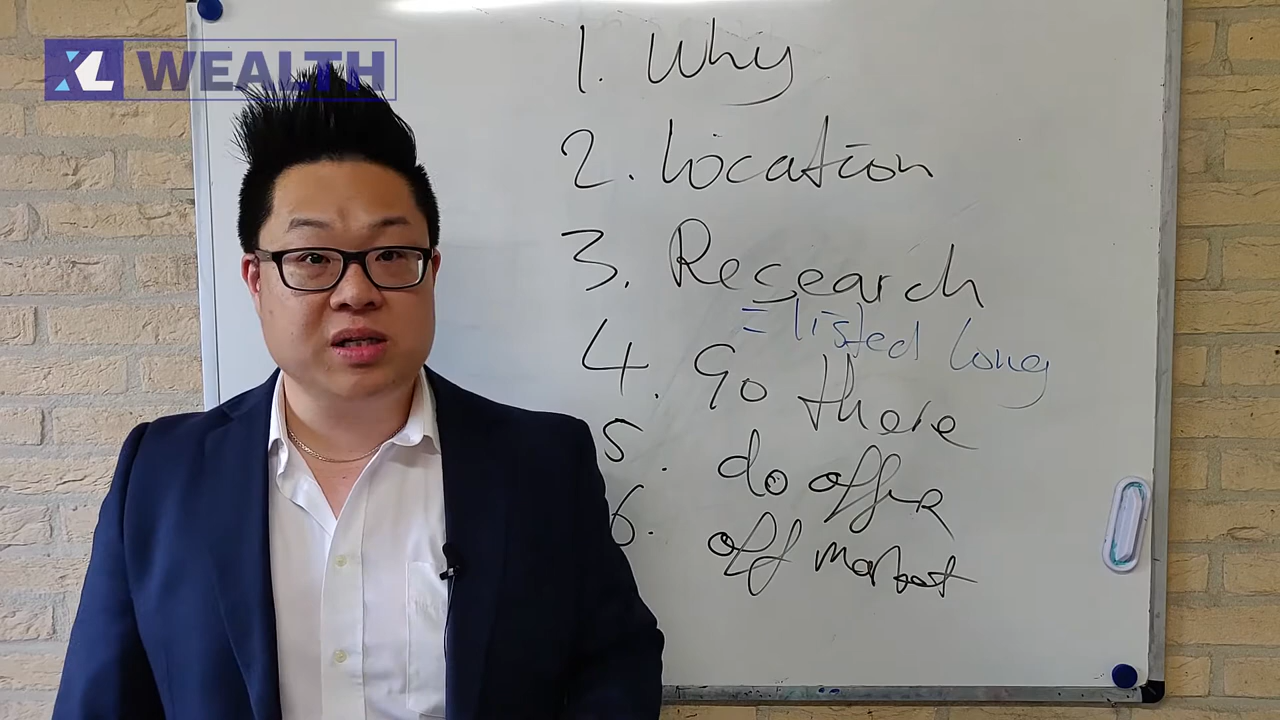 XL WEALTH
1. Why
2. Location
3. Research
= listed long
4. Go there
5. do offer
6. off market